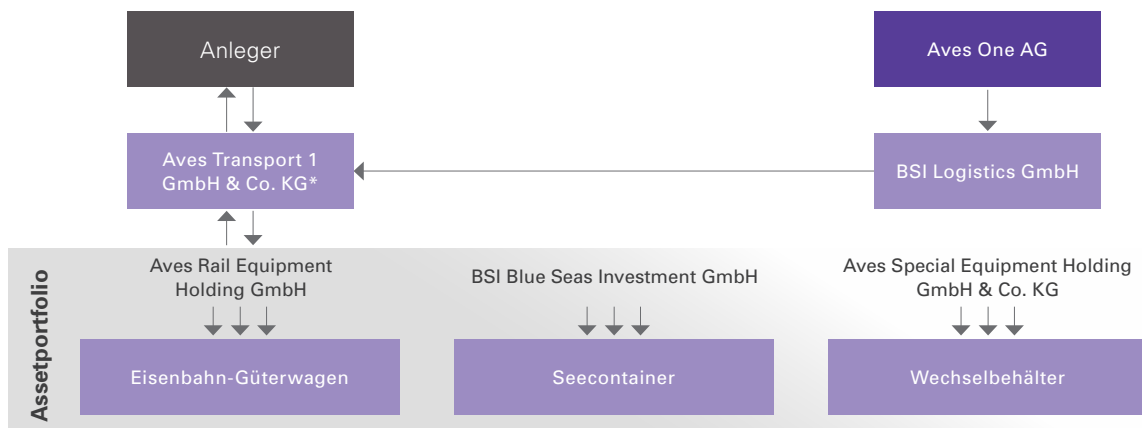 Anleger
Aves One AG
Aves Transport 1
GmbH & Co. KG*
BSI Logistics GmbH
Assetportfolio
Aves Rail Equipment
Holding GmbH
BSI Blue Seas Investment GmbH
Aves Special Equipment Holding
GmbH & Co. KG
Eisenbahn-Güterwagen
Seecontainer
Wechselbehälter